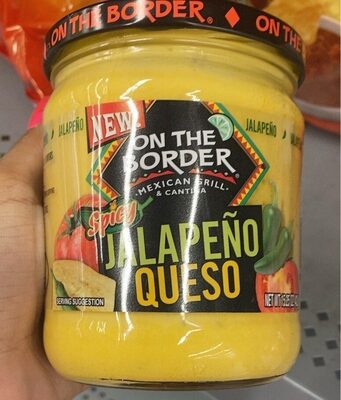 ON THE BORDER. ON THE
JALAPEÑO JALAPEÑO
NEW
ON THE
BORDER
MEXICAN GRILL
& CANTINA
Spicy
JALAPEÑO
QUESO
SERVING SUGGESTION
NET WT